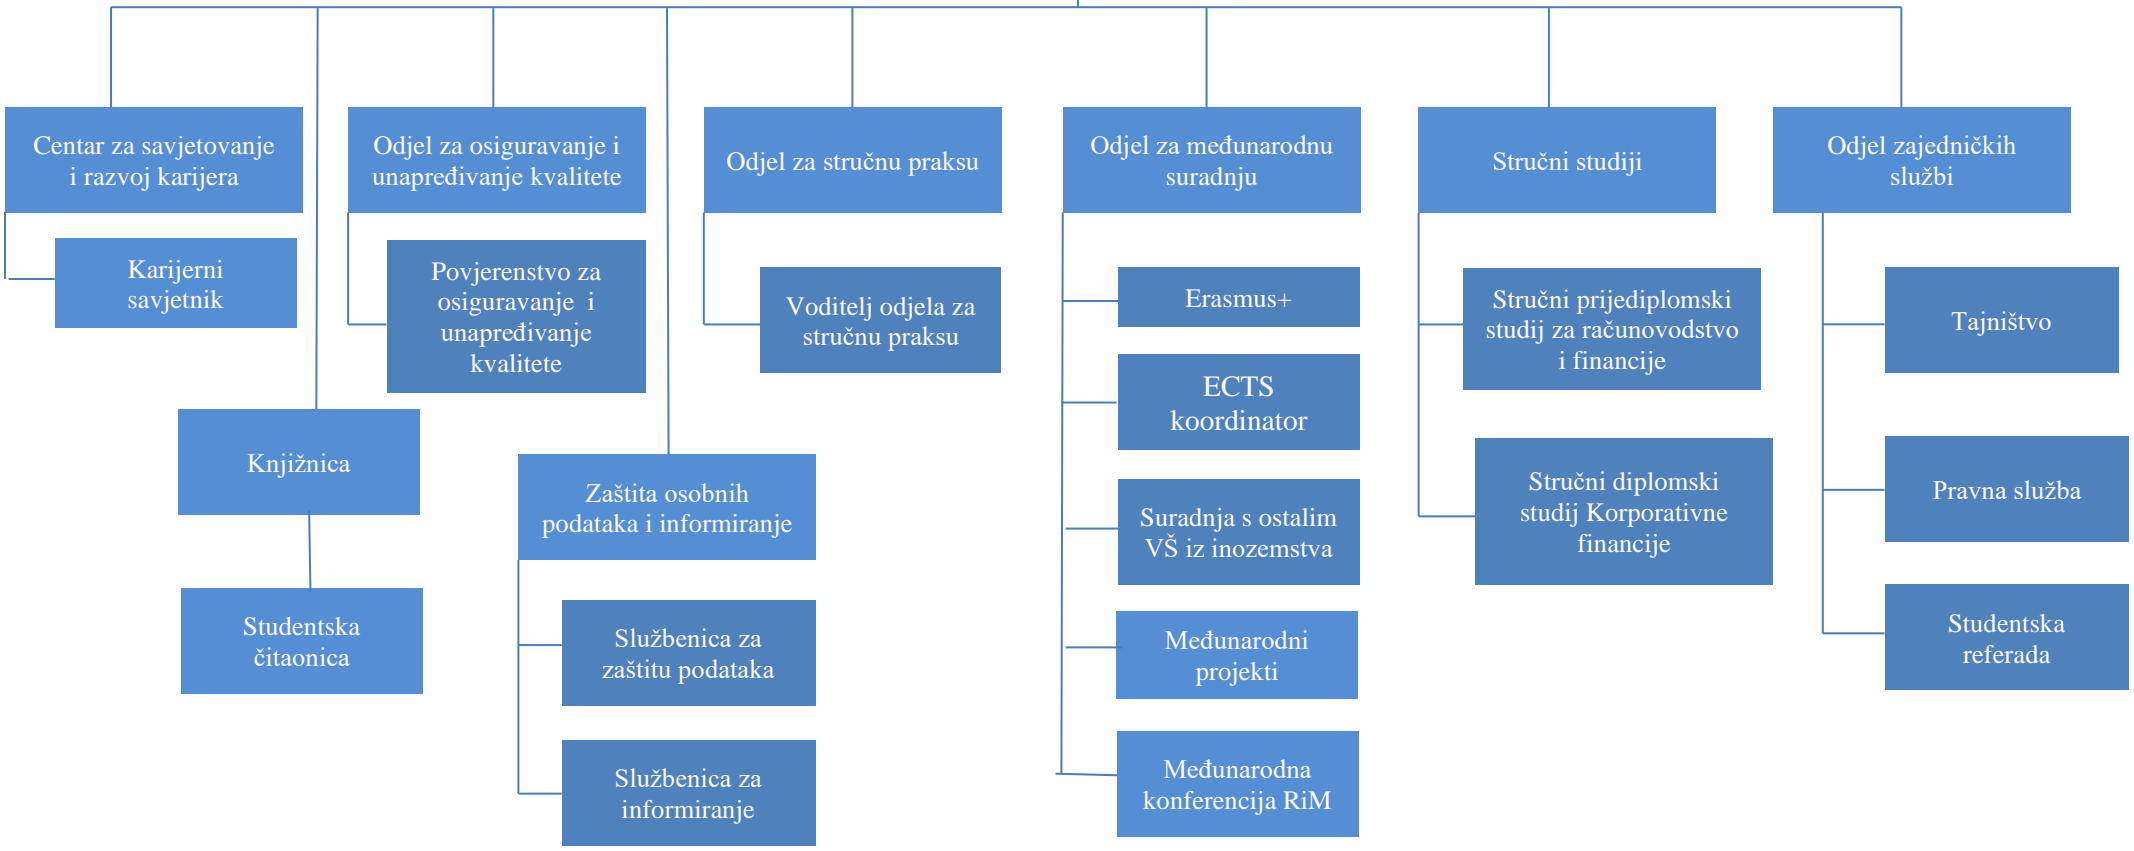 Centar za savjetovanje
i razvoj karijera
Karijerni
savjetnik
Knjižnica
Studentska
čitaonica
Odjel za osiguravanje i
unapređivanje kvalitete
Povjerenstvo za
osiguravanje i
unapređivanje
kvalitete
Zaštita osobnih
podataka i informiranje
Službenica za
zaštitu podataka
Službenica za
informiranje
Odjel za stručnu praksu
Voditelj odjela za
stručnu praksu
Odjel za međunarodnu
suradnju
Erasmus+
ECTS
koordinator
Suradnja s ostalim
VŠ iz inozemstva
Međunarodni
projekti
Međunarodna
konferencija RiM
Stručni studiji
Stručni prijediplomski
studij za računovodstvo
i financije
Stručni diplomski
studij Korporativne
financije
Odjel zajedničkih
službi
Tajništvo
Pravna služba
Studentska
referada